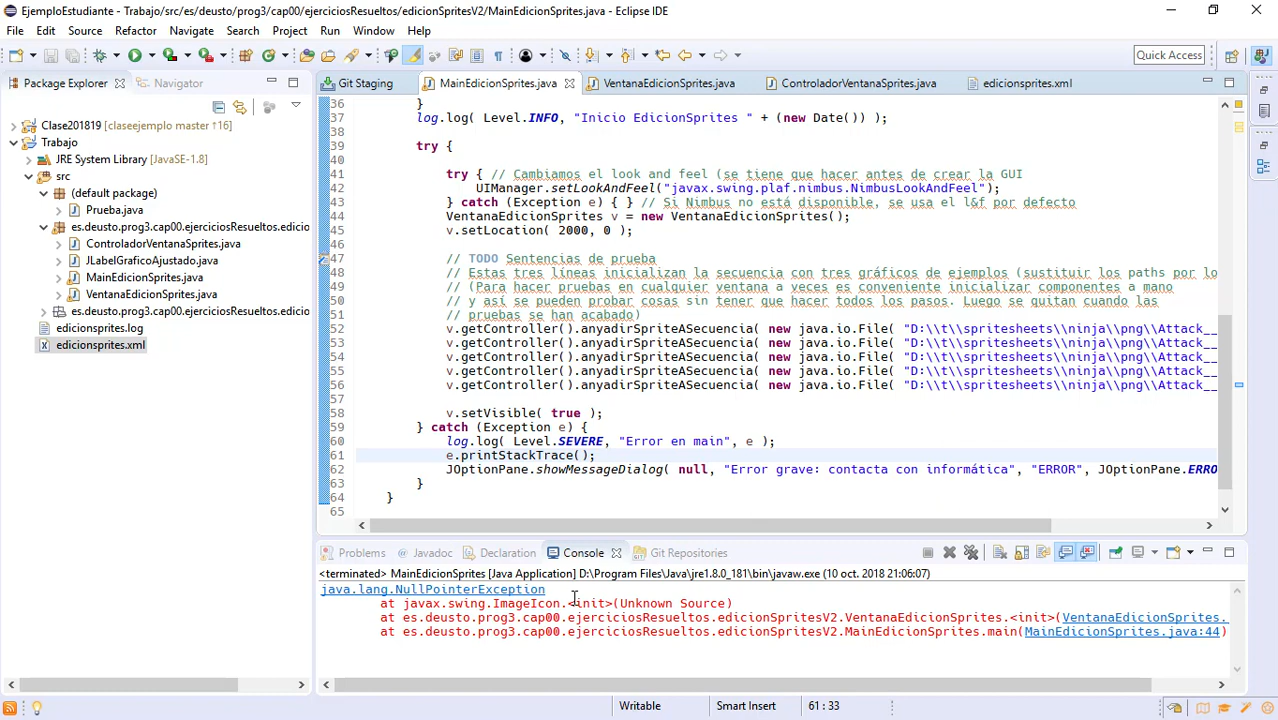 EjemploEstudiante - Trabajo/src/es/deusto/prog3/cap00/ejerciciosResueltos/edicionSpritesV2/MainEdicionSprites.java - Eclipse IDE
File Edit Source Refactor Navigate Search Project Run Window Help
Quick Access
Package Explorer Navigator
Clase201819 [claseejemplo master ↑16]
Trabajo
JRE System Library [JavaSE-1.8]
src
(default package)
Prueba.java
es.deusto.prog3.cap00.ejerciciosResueltos.edicio
ControladorVentanaSprites.java
JLabelGraficoAjustado.java
MainEdicionSprites.java
VentanaEdicionSprites.java
es.deusto.prog3.cap00.ejerciciosResueltos.edicio
edicionsprites.log
edicionsprites.xml
Git Staging MainEdicionSprites.java VentanaEdicionSprites.java ControladorVentanaSprites.java edicionsprites.xml
36 }
37 log.log( Level.INFO, "Inicio EdicionSprites " + (new Date()) );
38
39 try {
40
41 try { // Cambiamos el look and feel (se tiene que hacer antes de crear la GUI
42 UIManager.setLookAndFeel("javax.swing.plaf.nimbus.NimbusLookAndFeel");
43 } catch (Exception e) { } // Si Nimbus no está disponible, se usa el l&f por defecto
44 VentanaEdicionSprites v = new VentanaEdicionSprites();
45 v.setLocation( 2000, 0 );
46
47 // TODO Sentencias de prueba
48 // Estas tres líneas inicializan la secuencia con tres gráficos de ejemplos (sustituir los paths por lo
49 // (Para hacer pruebas en cualquier ventana a veces es conveniente inicializar componentes a mano
50 // y así se pueden probar cosas sin tener que hacer todos los pasos. Luego se quitan cuando las
51 // pruebas se han acabado)
52 v.getController().anyadirSpriteASecuencia( new java.io.File( "D:\\t\\spritesheets\\ninja\\png\\Attack__
53 v.getController().anyadirSpriteASecuencia( new java.io.File( "D:\\t\\spritesheets\\ninja\\png\\Attack__
54 v.getController().anyadirSpriteASecuencia( new java.io.File( "D:\\t\\spritesheets\\ninja\\png\\Attack__
55 v.getController().anyadirSpriteASecuencia( new java.io.File( "D:\\t\\spritesheets\\ninja\\png\\Attack__
56 v.getController().anyadirSpriteASecuencia( new java.io.File( "D:\\t\\spritesheets\\ninja\\png\\Attack__
57
58 v.setVisible( true );
59 } catch (Exception e) {
60 log.log( Level.SEVERE, "Error en main", e );
61 e.printStackTrace();
62 JOptionPane.showMessageDialog( null, "Error grave: contacta con informática", "ERROR", JOptionPane.ERRO
63 }
64 }
65
Problems Javadoc Declaration Console Git Repositories
<terminated> MainEdicionSprites [Java Application] D:\Program Files\Java\jre1.8.0_181\bin\javaw.exe (10 oct. 2018 21:06:07)
java.lang.NullPointerException
at javax.swing.ImageIcon.<init>(Unknown Source)
at es.deusto.prog3.cap00.ejerciciosResueltos.edicionSpritesV2.VentanaEdicionSprites.<init>(VentanaEdicionSprites.
at es.deusto.prog3.cap00.ejerciciosResueltos.edicionSpritesV2.MainEdicionSprites.main(MainEdicionSprites.java:44)
Writable Smart Insert 61 : 33